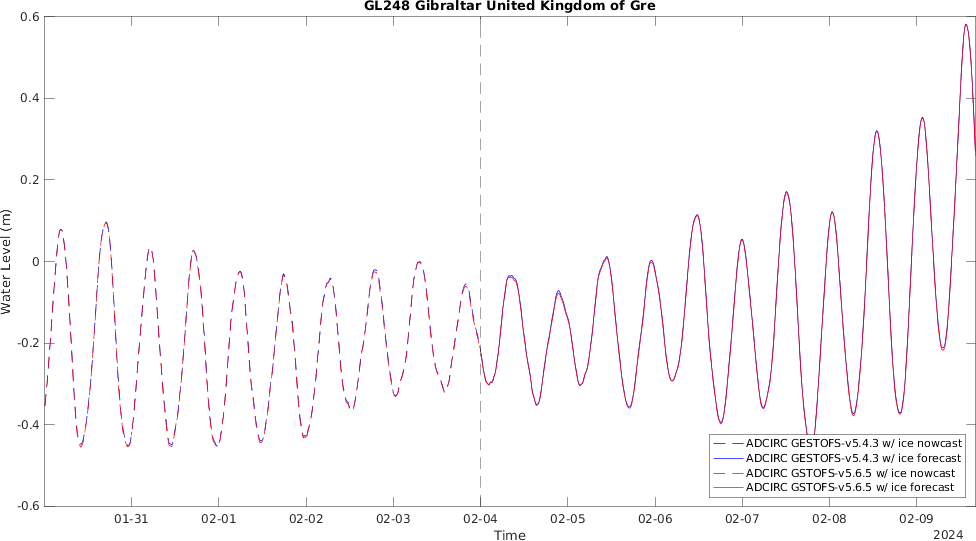 GL248 Gibraltar United Kingdom of Gre
0.6
0.4
0.2
0
-0.2
-0.4
-0.6
Water Level (m)
01-31
02-01
02-02
02-03
02-04
02-05
02-06
02-07
02-08
02-09
Time
2024
ADCIRC GESTOFS-v5.4.3 w/ ice nowcast
ADCIRC GESTOFS-v5.4.3 w/ ice forecast
ADCIRC GSTOFS-v5.6.5 w/ ice nowcast
ADCIRC GSTOFS-v5.6.5 w/ ice forecast